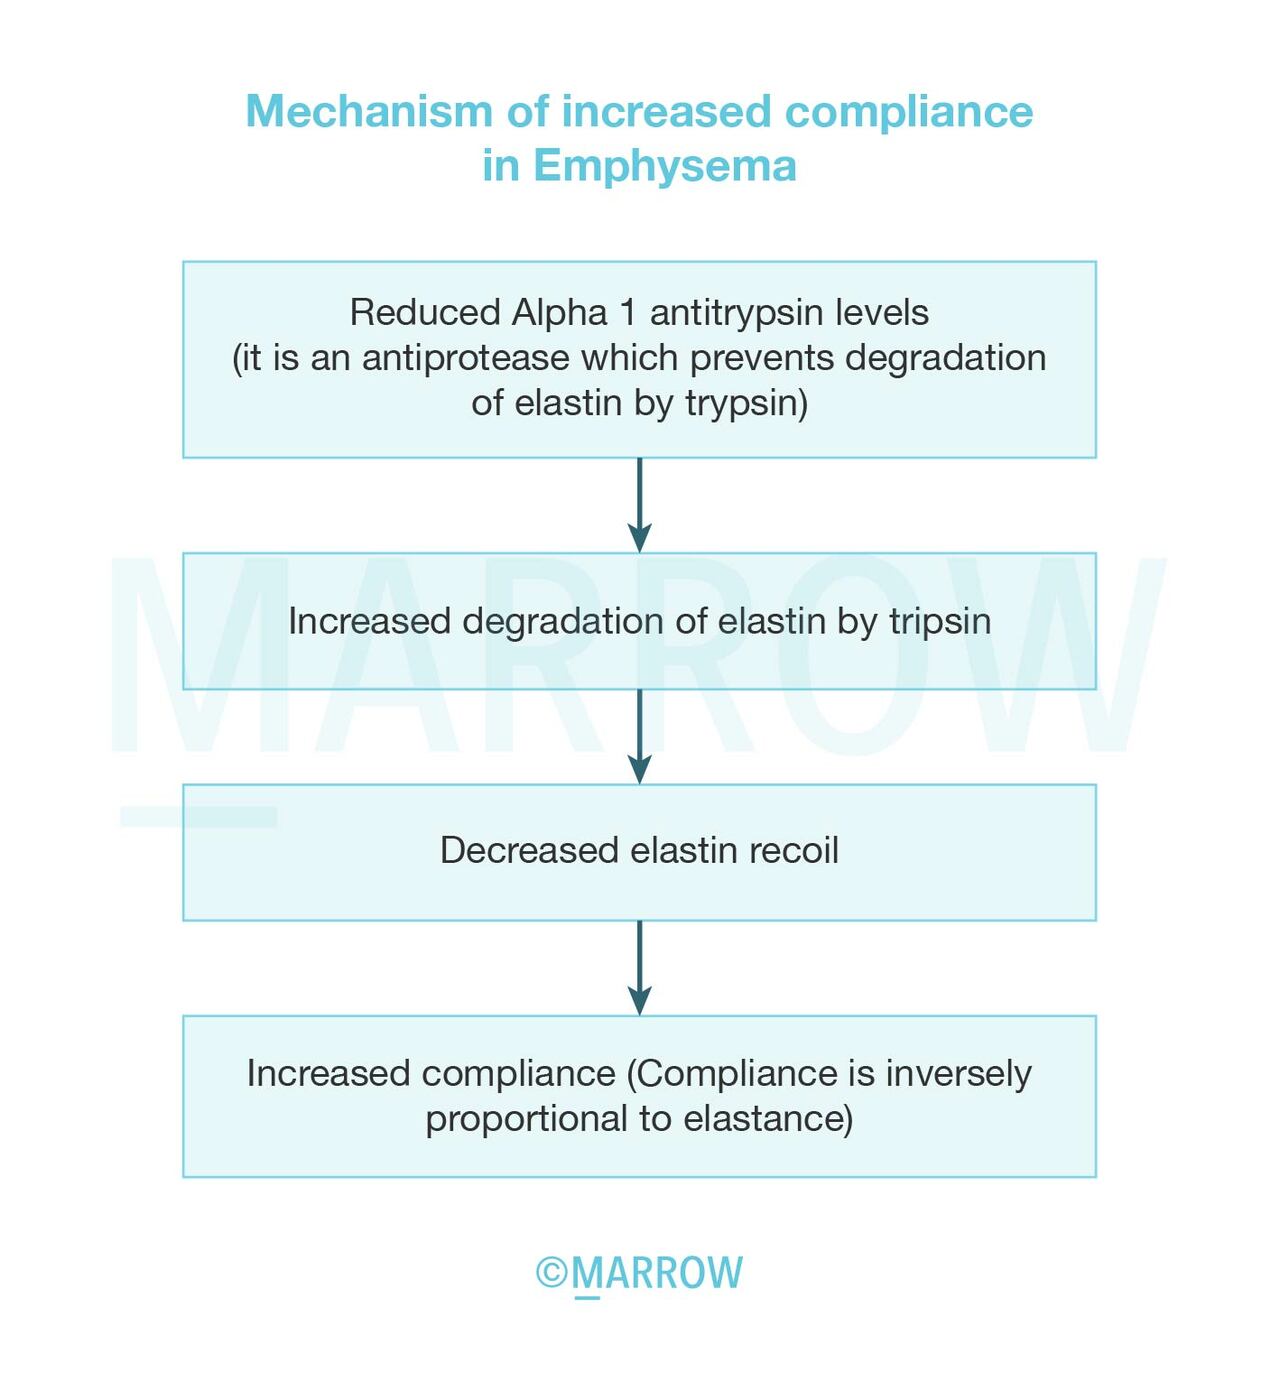 Mechanism of increased compliance
in Emphysema
Reduced Alpha 1 antitrypsin levels
(it is an antiprotease which prevents degradation
of elastin by trypsin)
MARROW
Increased degradation of elastin by tripsin
Decreased elastin recoil
Increased compliance (Compliance is inversely
proportional to elastance)
©MARROW